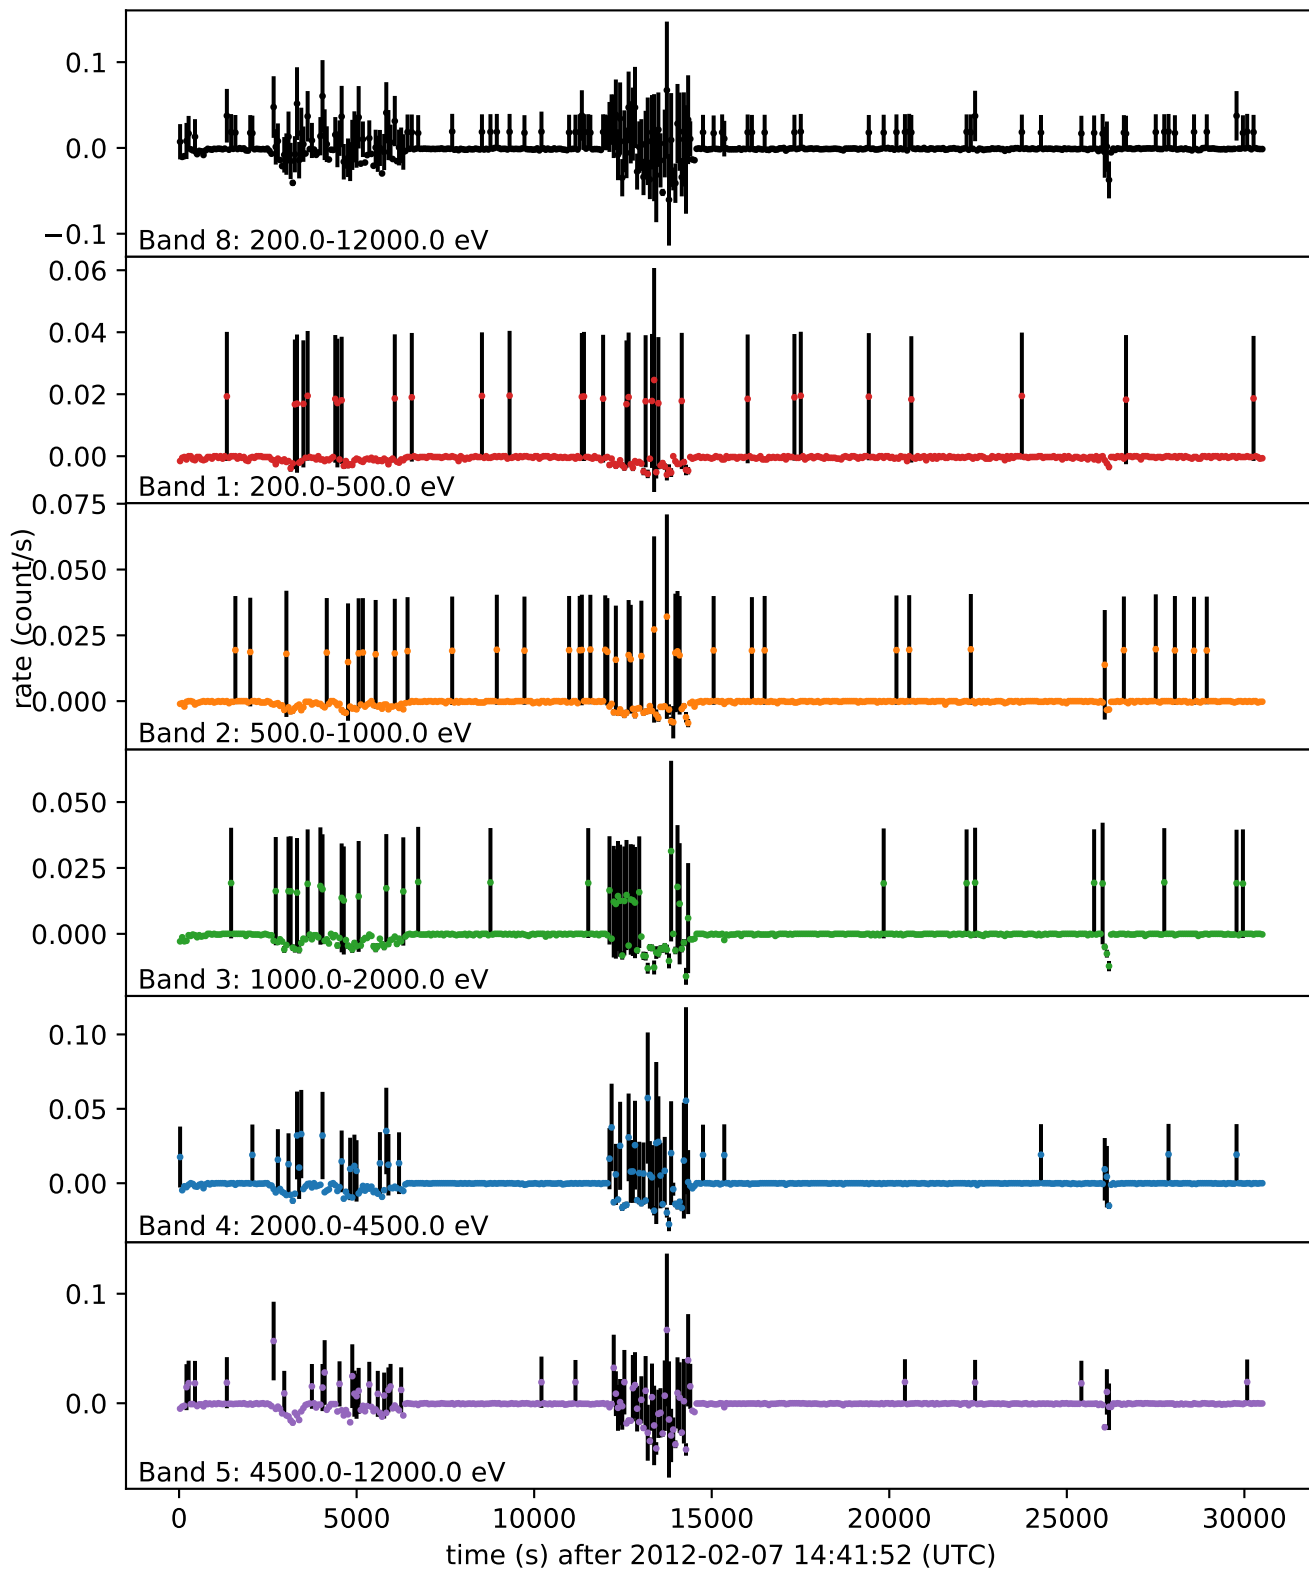 0.1
0.0
−0.1
Band 8: 200.0-12000.0 eV
0.06
0.04
0.02
0.00
Band 1: 200.0-500.0 eV
0.075
0.050
0.025
0.000
Band 2: 500.0-1000.0 eV
rate (count/s)
0.050
0.025
0.000
Band 3: 1000.0-2000.0 eV
0.10
0.05
0.00
Band 4: 2000.0-4500.0 eV
0.1
0.0
Band 5: 4500.0-12000.0 eV
0 5000 10000 15000 20000 25000 30000
time (s) after 2012-02-07 14:41:52 (UTC)